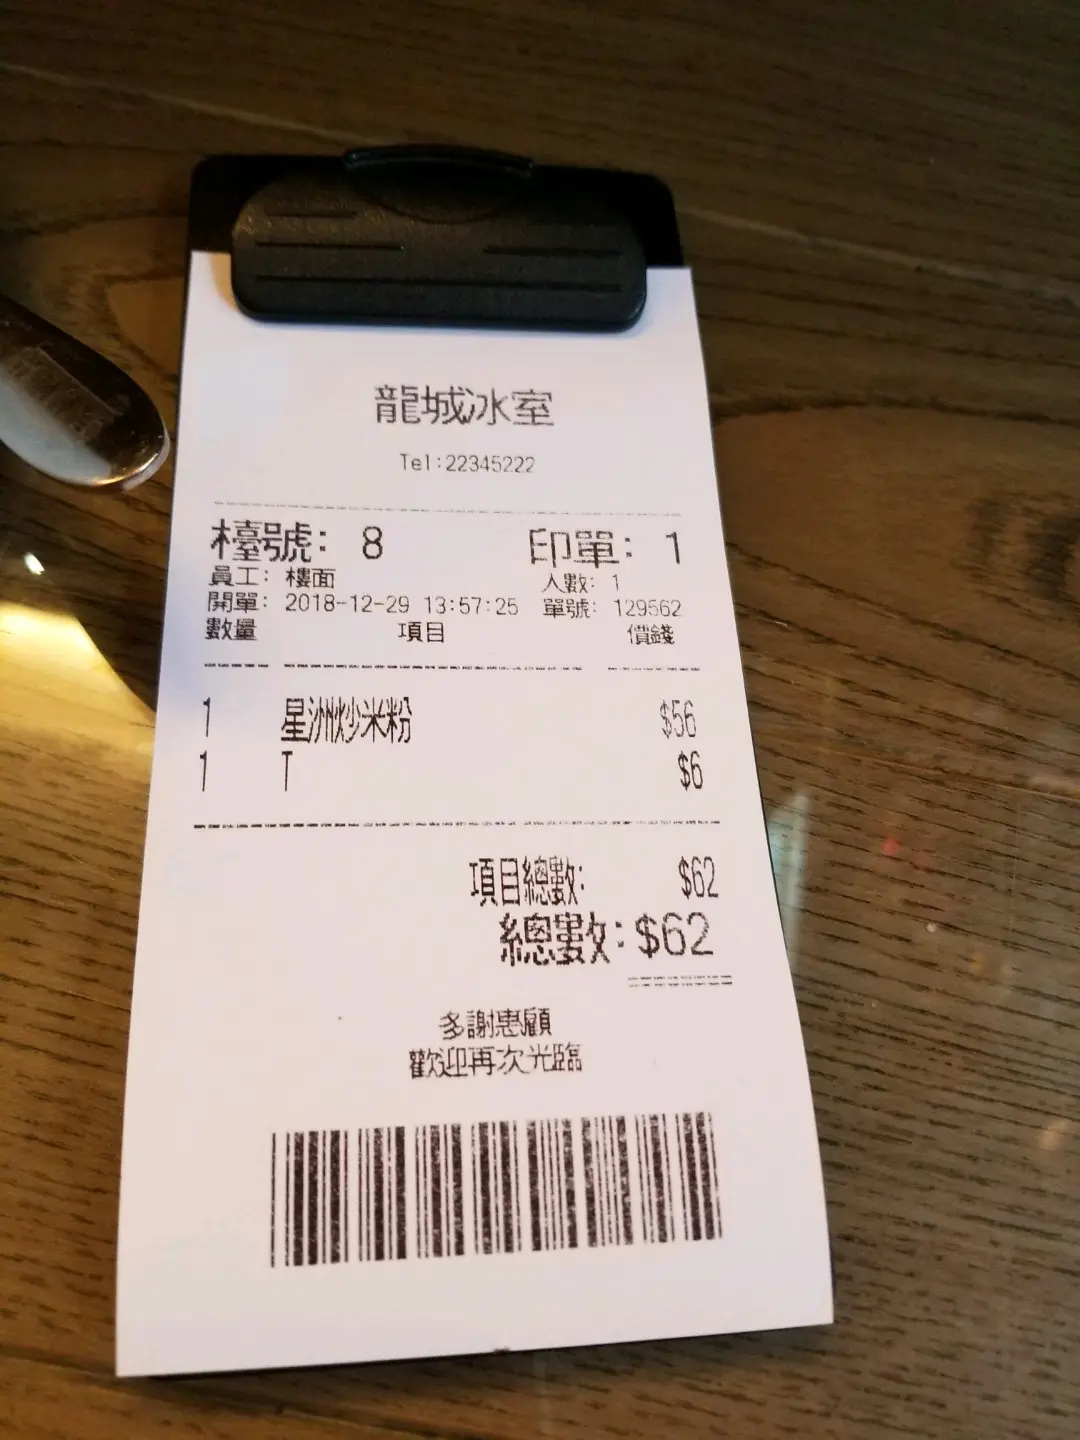 龍城冰室
Tel:22345222
檯號: 8 印單: 1
員工: 樓面 人數: 1
開單: 2018-12-29 13:57:25 單號: 129562
數量 項目 價錢
1 星洲炒米粉 $56
1 T $6
項目總數: $62
總數: $62
多謝惠顧
歡迎再次光臨